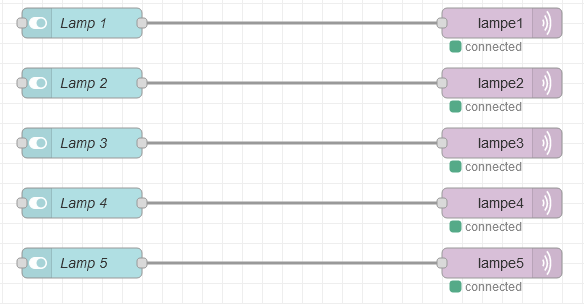 Lamp 1 lampe1
connected
Lamp 2 lampe2
connected
Lamp 3 lampe3
connected
Lamp 4 lampe4
connected
Lamp 5 lampe5
connected